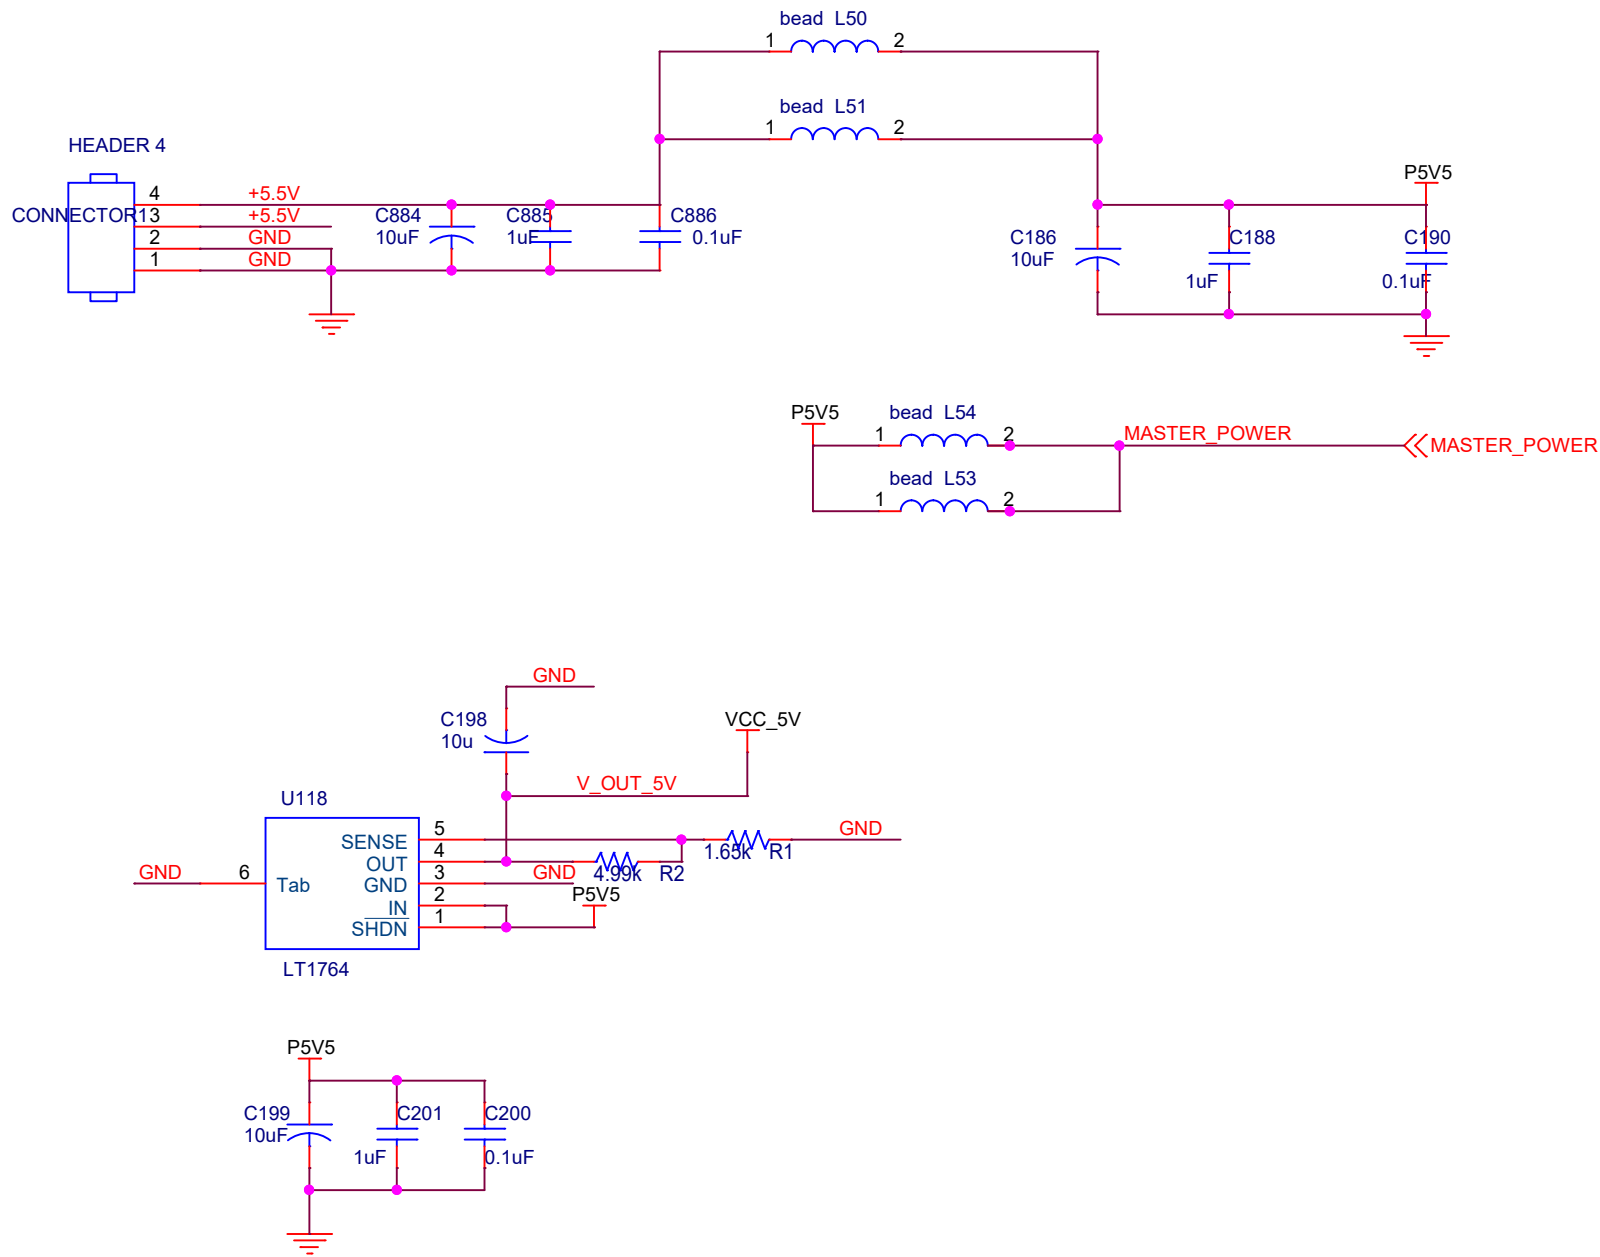 bead L50
1 2
bead L51
1 2
HEADER 4
CONNECTOR1
4 +5.5V
3 +5.5V
2 GND
1 GND
C884
10uF
C885
1uF
C886
0.1uF
P5V5
C186
10uF
C188
1uF
C190
0.1uF
P5V5
bead L54
1 2
MASTER_POWER
MASTER_POWER
bead L53
1 2
GND
C198
10u
VCC_5V
V_OUT_5V
U118
SENSE 5
OUT 4
GND 3
IN 2
SHDN 1
GND 6 Tab
LT1764
1.65k R1
GND
4.99k R2
GND
P5V5
P5V5
C199
10uF
C201
1uF
C200
0.1uF